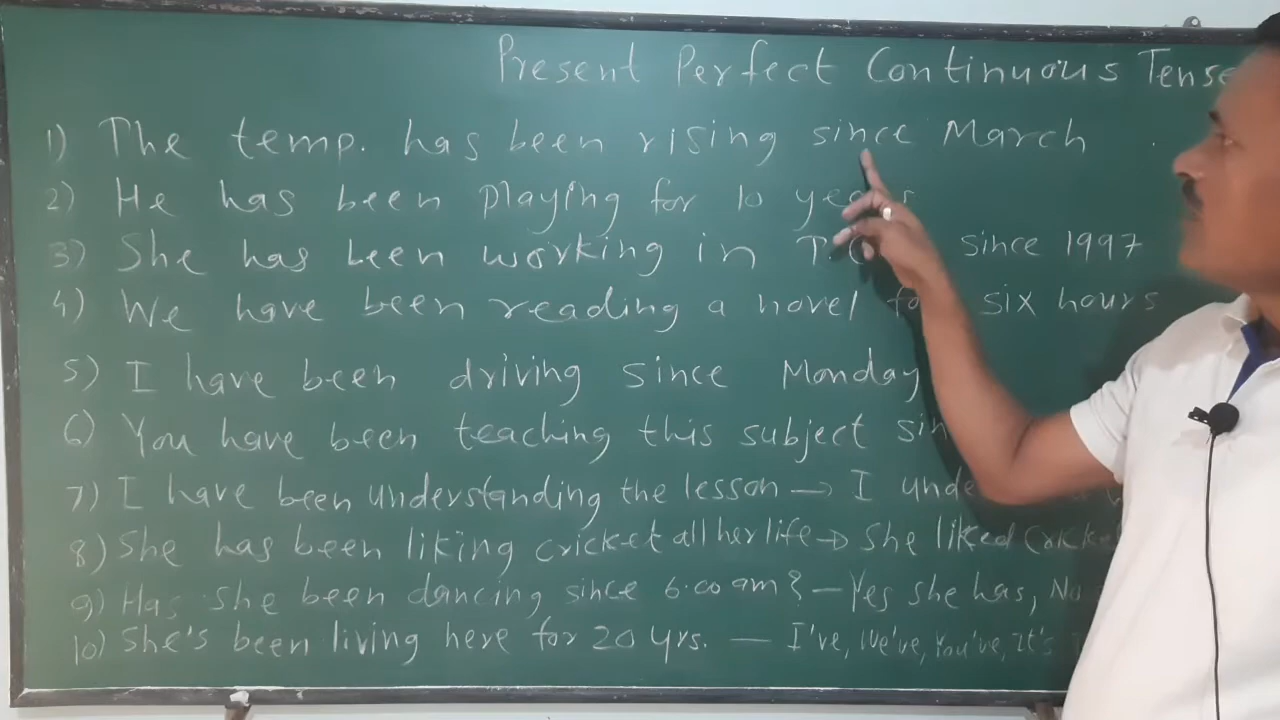 Present Perfect Continuous Tense
1) The temp. has been rising since March
2) He has been playing for 10 years
3) She has been working in since 1997
4) We have been reading a novel for six hours
5) I have been driving since Monday
6) You have been teaching this subject
7) I have been understanding the lesson → I
8) She has been liking cricket all her life → She liked cricket
9) Has she been dancing since 6.00 am? - Yes she has, No
10) She's been living here for 20 yrs. — I've, We've, You've, It's